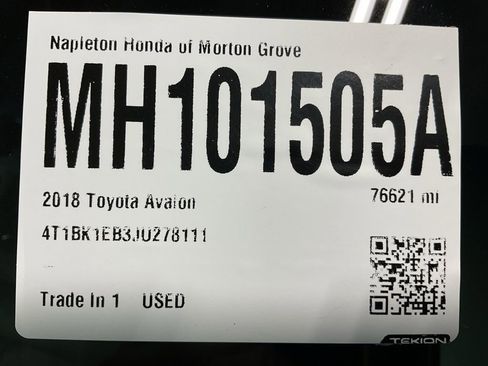 Napleton Honda of Morton Grove
MH101505A
2018 Toyota Avalon
76621 mi
4T1BK1EB3JU278111
Trade In 1 USED
TEKION